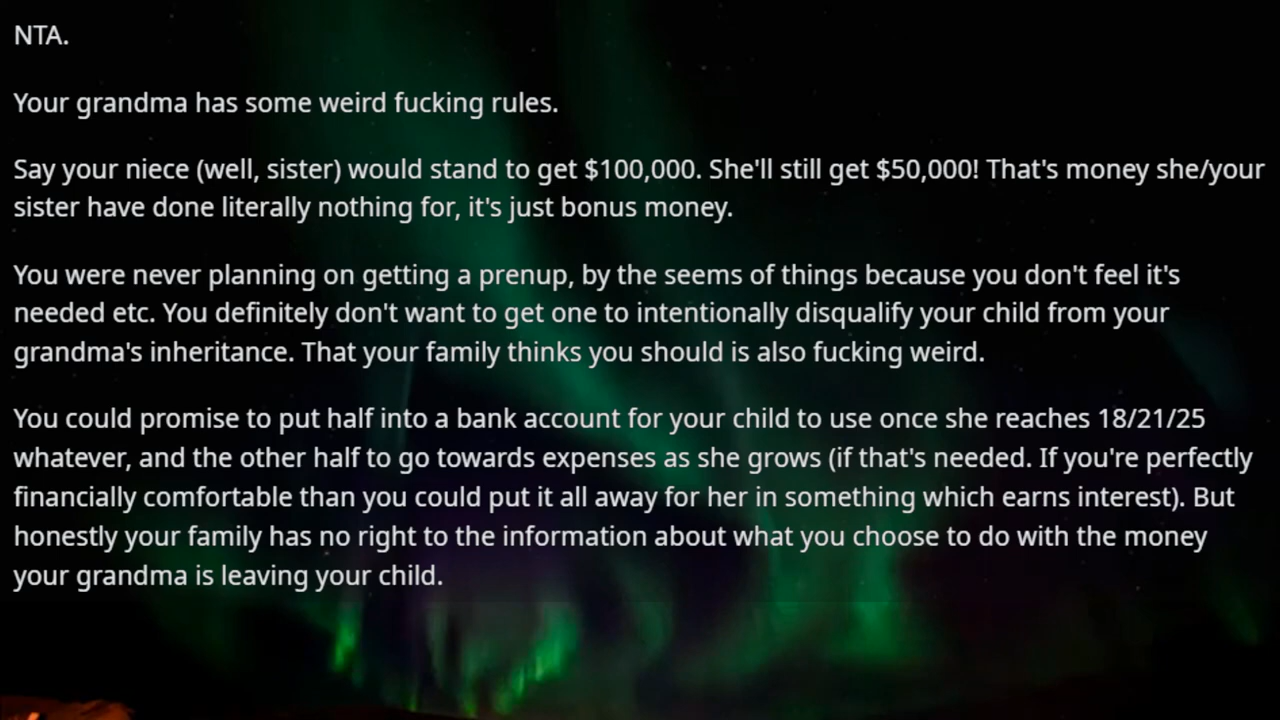 NTA.
Your grandma has some weird fucking rules.
Say your niece (well, sister) would stand to get $100,000. She'll still get $50,000! That's money she/your
sister have done literally nothing for, it's just bonus money.
You were never planning on getting a prenup, by the seems of things because you don't feel it's
needed etc. You definitely don't want to get one to intentionally disqualify your child from your
grandma's inheritance. That your family thinks you should is also fucking weird.
You could promise to put half into a bank account for your child to use once she reaches 18/21/25
whatever, and the other half to go towards expenses as she grows (if that's needed. If you're perfectly
financially comfortable than you could put it all away for her in something which earns interest). But
honestly your family has no right to the information about what you choose to do with the money
your grandma is leaving your child.